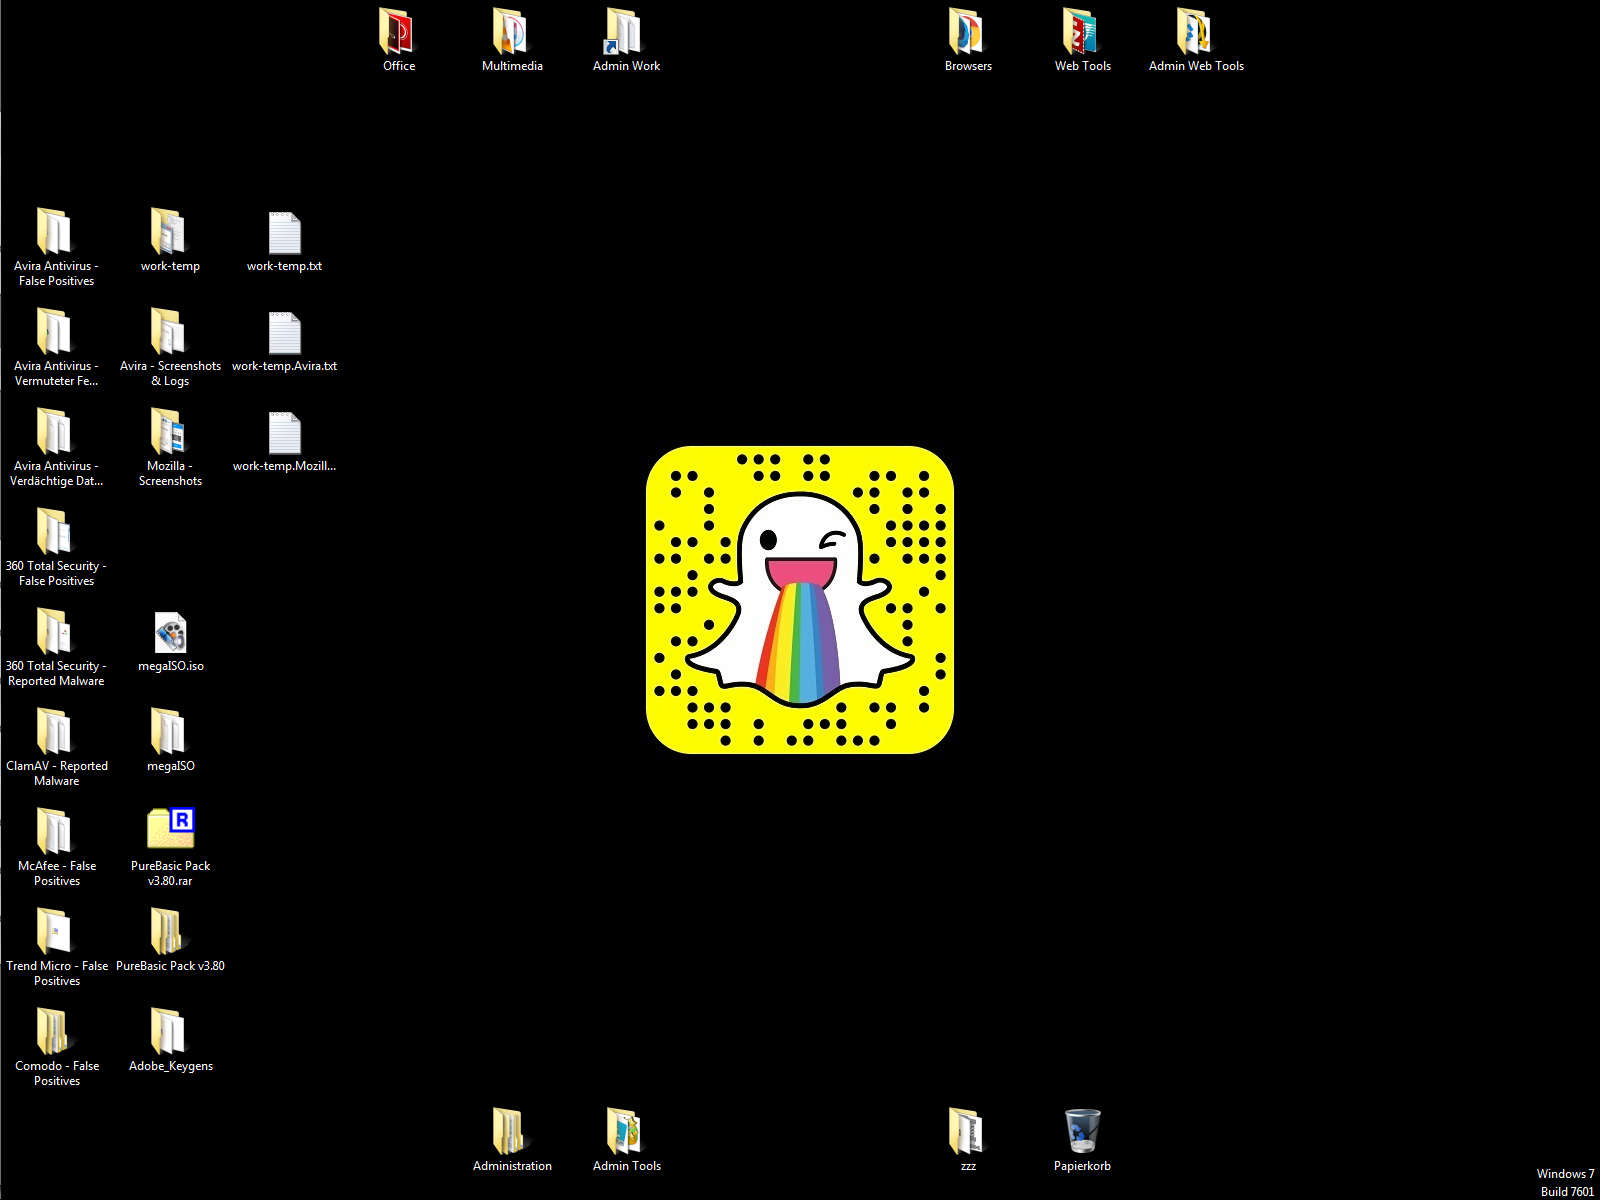 Office
Multimedia
Admin Work
Browsers
Web Tools
Admin Web Tools
Avira Antivirus -
False Positives
work-temp
work-temp.txt
Avira Antivirus -
Vermuteter Fe...
Avira - Screenshots
& Logs
work-temp.Avira.txt
Avira Antivirus -
Verdächtige Dat...
Mozilla -
Screenshots
work-temp.Mozill...
360 Total Security -
False Positives
360 Total Security -
Reported Malware
megaISO.iso
ClamAV - Reported
Malware
megaISO
McAfee - False
Positives
R
PureBasic Pack
v3.80.rar
Trend Micro - False
Positives
PureBasic Pack v3.80
Comodo - False
Positives
Adobe_Keygens
Administration
Admin Tools
zzz
Papierkorb
Windows 7
Build 7601